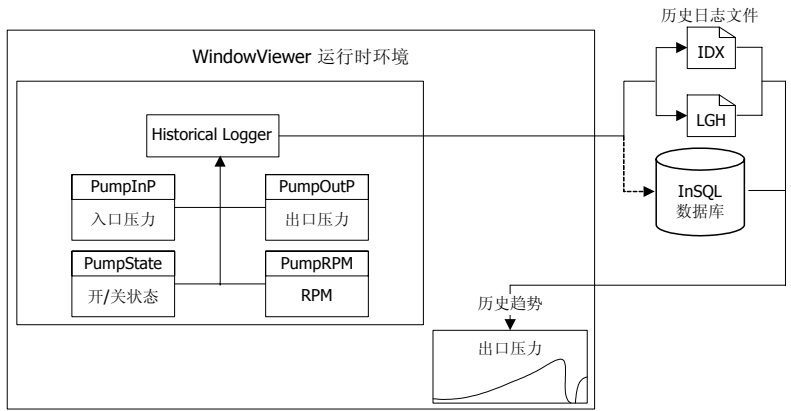 历史日志文件
WindowViewer 运行时环境
IDX
LGH
Historical Logger
PumpInP
入口压力
PumpOutP
出口压力
InSQL
数据库
PumpState
开/关状态
PumpRPM
RPM
历史趋势
出口压力